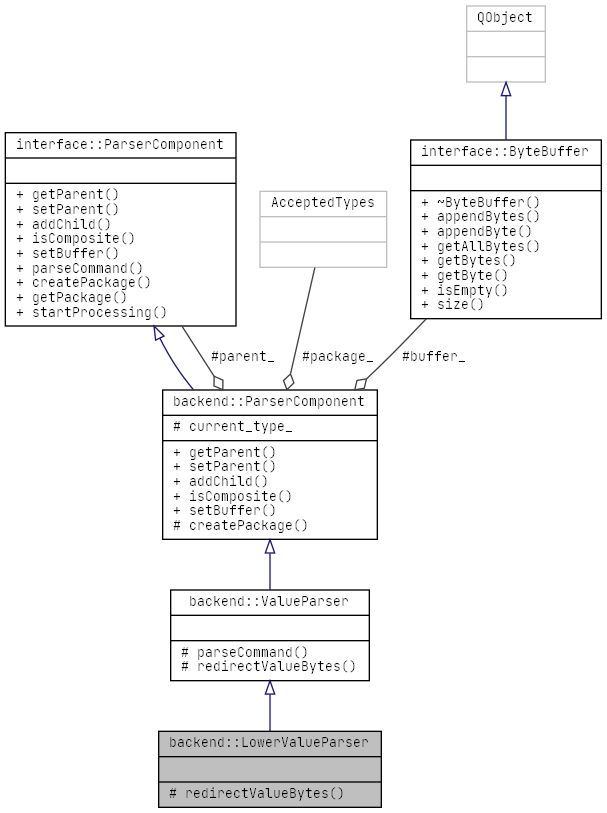 QObject
interface::ParserComponent
+ getParent()
+ setParent()
+ addChild()
+ isComposite()
+ setBuffer()
+ parseCommand()
+ createPackage()
+ getPackage()
+ startProcessing()
AcceptedTypes
interface::ByteBuffer
+ ~ByteBuffer()
+ appendBytes()
+ appendByte()
+ getAllBytes()
+ getBytes()
+ getByte()
+ isEmpty()
+ size()
#parent_
#package_
#buffer_
backend::ParserComponent
# current_type_
+ getParent()
+ setParent()
+ addChild()
+ isComposite()
+ setBuffer()
# createPackage()
backend::ValueParser
# parseCommand()
# redirectValueBytes()
backend::LowerValueParser
# redirectValueBytes()